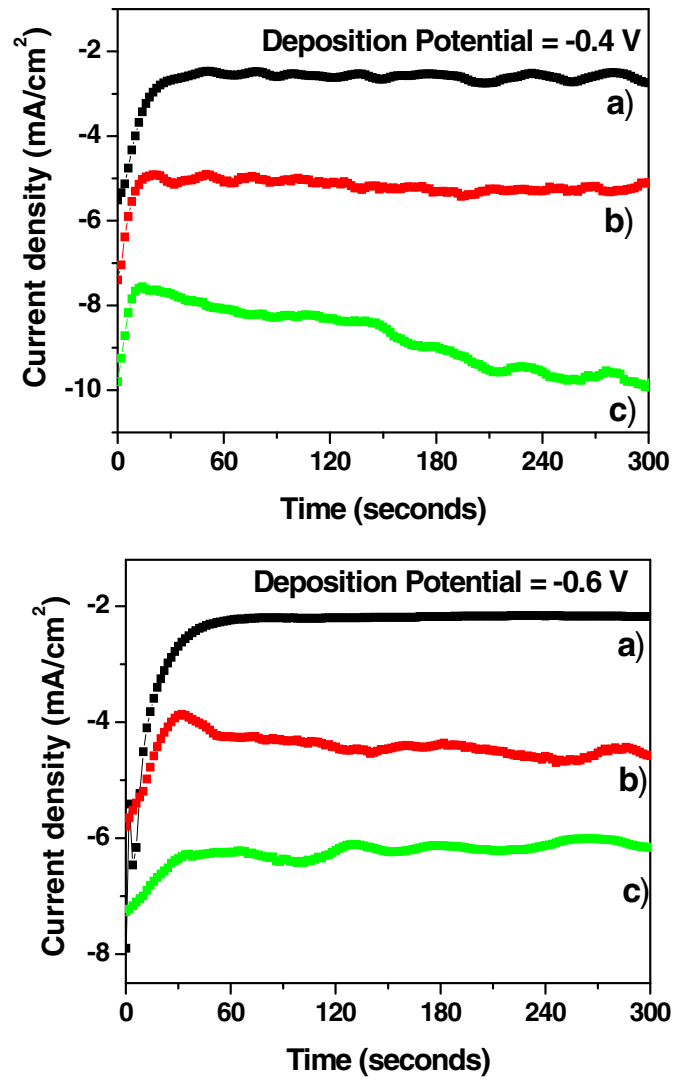 Deposition Potential = -0.4 V
Current density (mA/cm²)
-2
-4
-6
-8
-10
a)
b)
c)
0 60 120 180 240 300
Time (seconds)
Deposition Potential = -0.6 V
Current density (mA/cm²)
-2
-4
-6
-8
a)
b)
c)
0 60 120 180 240 300
Time (seconds)